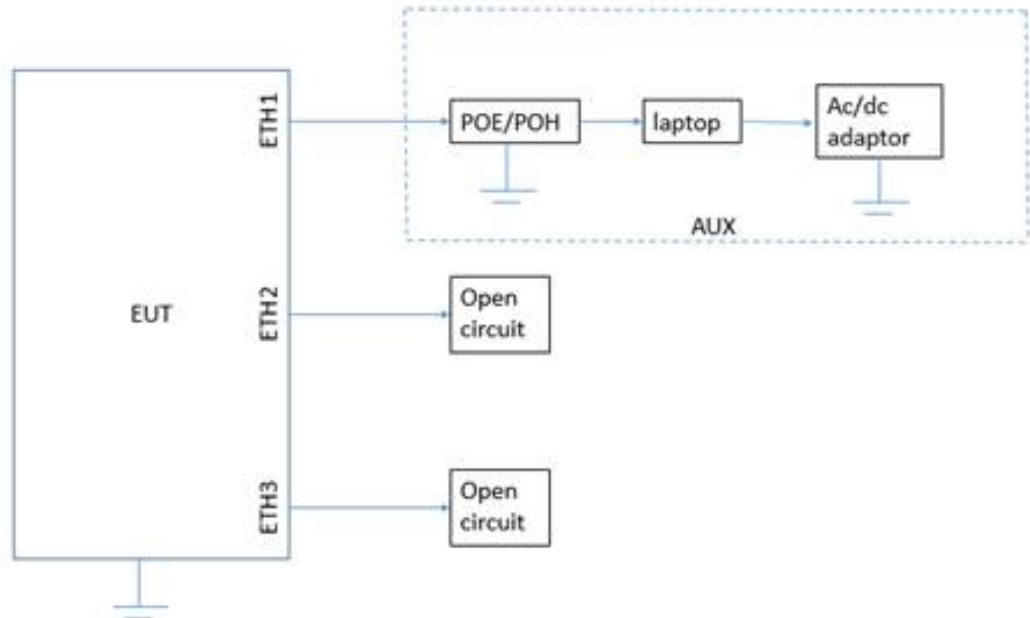 ETH1
POE/POH
laptop
Ac/dc
adaptor
AUX
EUT
ETH2
Open
circuit
ETH3
Open
circuit